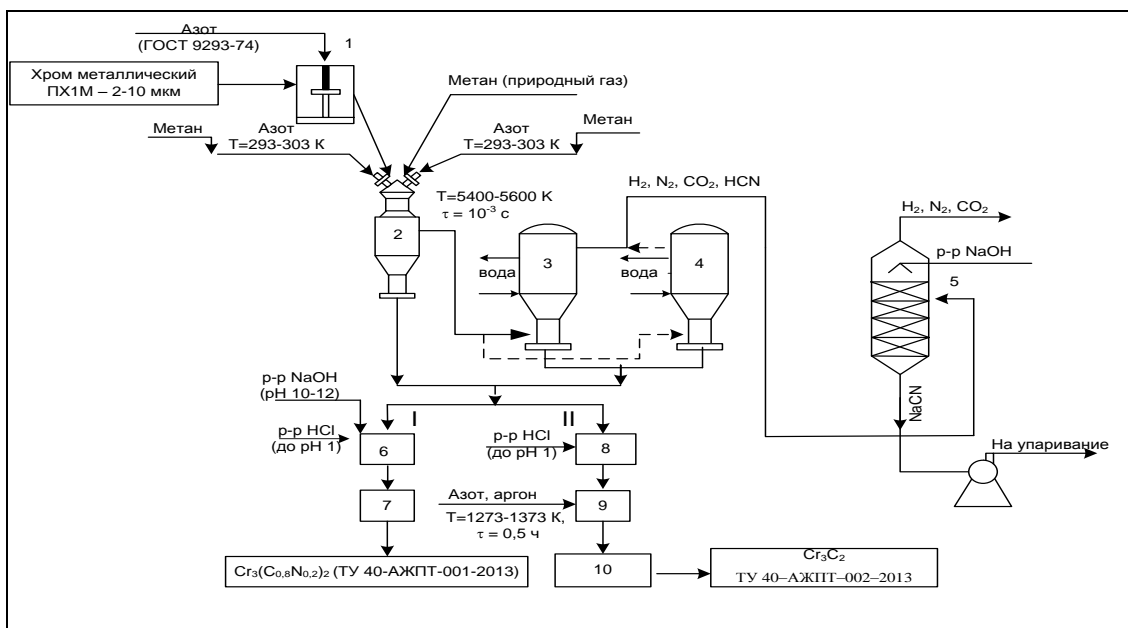 Азот
(ГОСТ 9293-74)
1
Хром металлический
ПХ1М – 2-10 мкм
Метан (природный газ)
Метан
Азот
T=293-303 К
Азот
T=293-303 К
Метан
T=5400-5600 K
τ = 10⁻³ с
H₂, N₂, CO₂, HCN
H₂, N₂, CO₂
р-р NaOH
2
3
4
5
вода
вода
NaCN
р-р NaOH
(pH 10-12)
I
II
р-р HCl
(до pH 1)
6
р-р HCl
(до pH 1)
8
На упаривание
7
Азот, аргон
T=1273-1373 К,
τ = 0,5 ч
9
Cr₃(C₀,₈N₀,₂)₂ (ТУ 40-АЖПТ-001-2013)
10
Cr₃C₂
ТУ 40–АЖПТ–002–2013